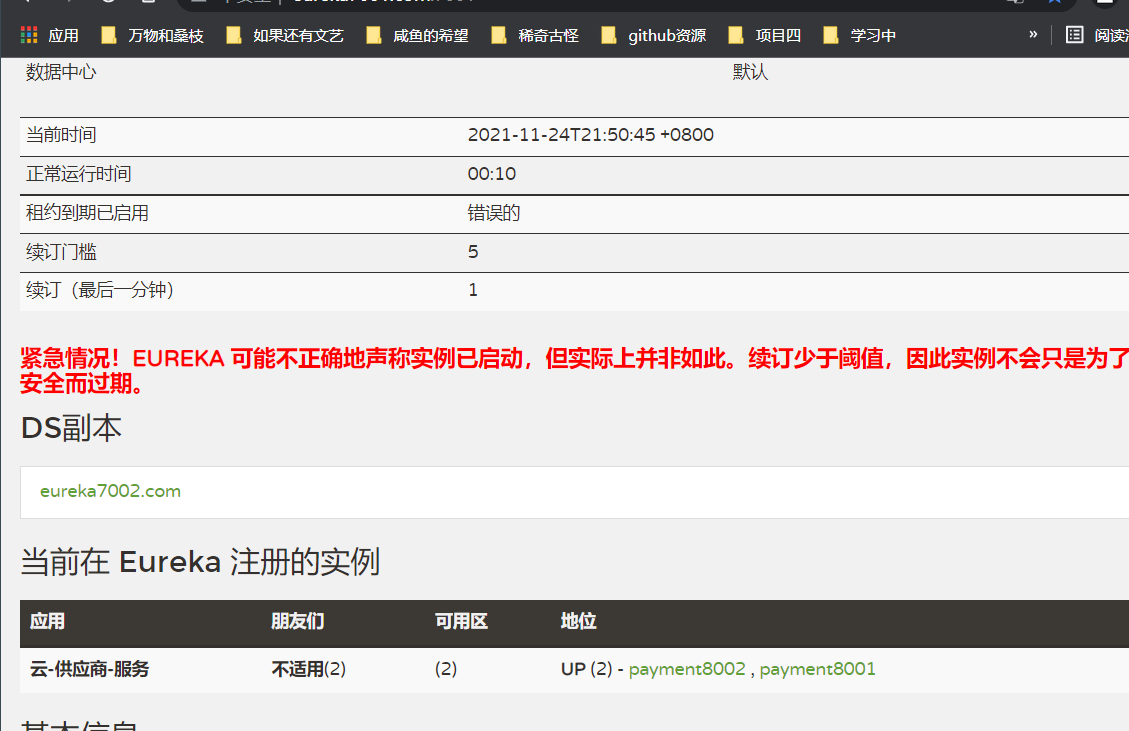 应用 万物和桑枝 如果还有文艺 咸鱼的希望 稀奇古怪 github资源 项目四 学习中 » 阅读
数据中心 默认
当前时间 2021-11-24T21:50:45 +0800
正常运行时间 00:10
租约到期已启用 错误的
续订门槛 5
续订（最后一分钟） 1
紧急情况！EUREKA 可能不正确地声称实例已启动，但实际上并非如此。续订少于阈值，因此实例不会只是为了
安全而过期。
DS副本
eureka7002.com
当前在 Eureka 注册的实例
应用 朋友们 可用区 地位
云-供应商-服务 不适用(2) (2) UP (2) - payment8002 , payment8001
基本信息